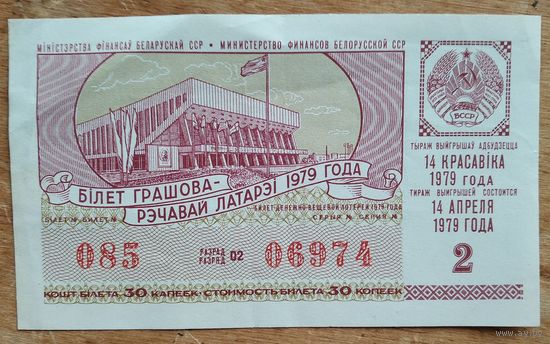 МІНІСТЭРСТВА ФІНАНСАЎ БЕЛАРУСКАЙ ССР • МИНИСТЕРСТВО ФИНАНСОВ БЕЛОРУССКОЙ ССР
БССР
ТЫРАЖ ВЫЙГРЫШАЎ АДБУДЗЕЦЦА
14 КРАСАВІКА
1979 ГОДА
ТИРАЖ ВЫИГРЫШЕЙ СОСТОИТСЯ
14 АПРЕЛЯ
1979 ГОДА
2
БІЛЕТ ГРАШОВА-
РЭЧАВАЙ ЛАТАРЭІ 1979 ГОДА
БИЛЕТ ДЕНЕЖНО-ВЕЩЕВОЙ ЛОТЕРЕИ 1979 ГОДА
БІЛЕТ № БИЛЕТ №
СЕРЫЯ № СЕРИЯ №
085
РАЗРАД
РАЗРЯД 02
06974
КОШТ БІЛЕТА 30 КАПЕЕК • СТОИМОСТЬ БИЛЕТА 30 КОПЕЕК